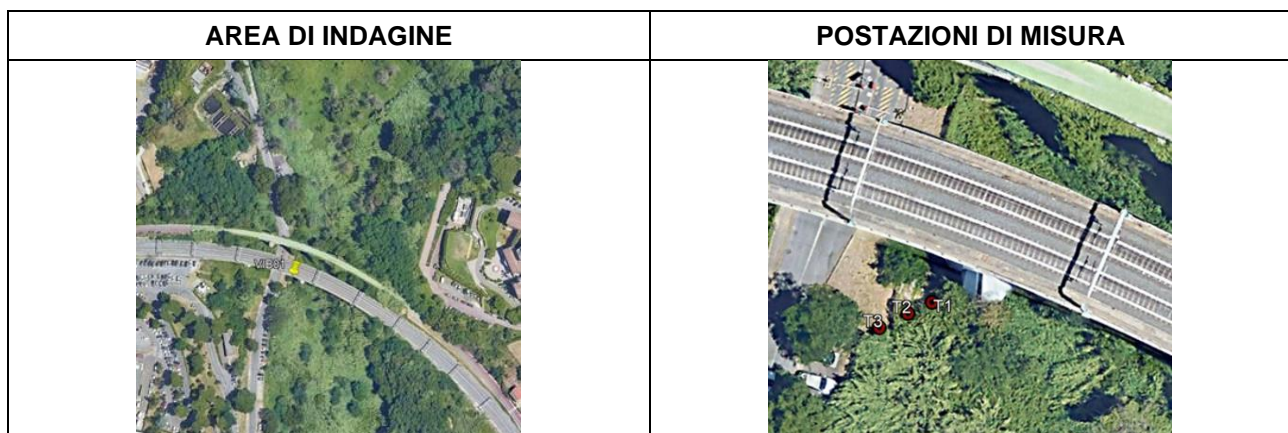 AREA DI INDAGINE
POSTAZIONI DI MISURA
VIB01
T1
T2
T3